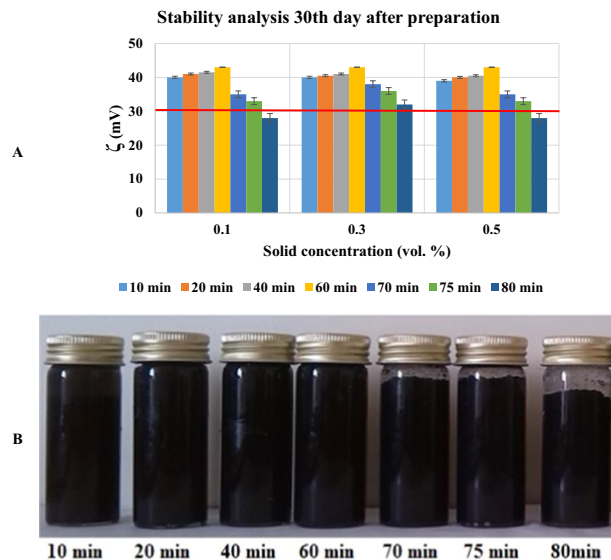 Stability analysis 30th day after preparation
A
50
40
30
20
10
0
ζ (mV)
0.1 0.3 0.5
Solid concentration (vol. %)
10 min 20 min 40 min 60 min 70 min 75 min 80 min
B
10 min 20 min 40 min 60 min 70 min 75 min 80min